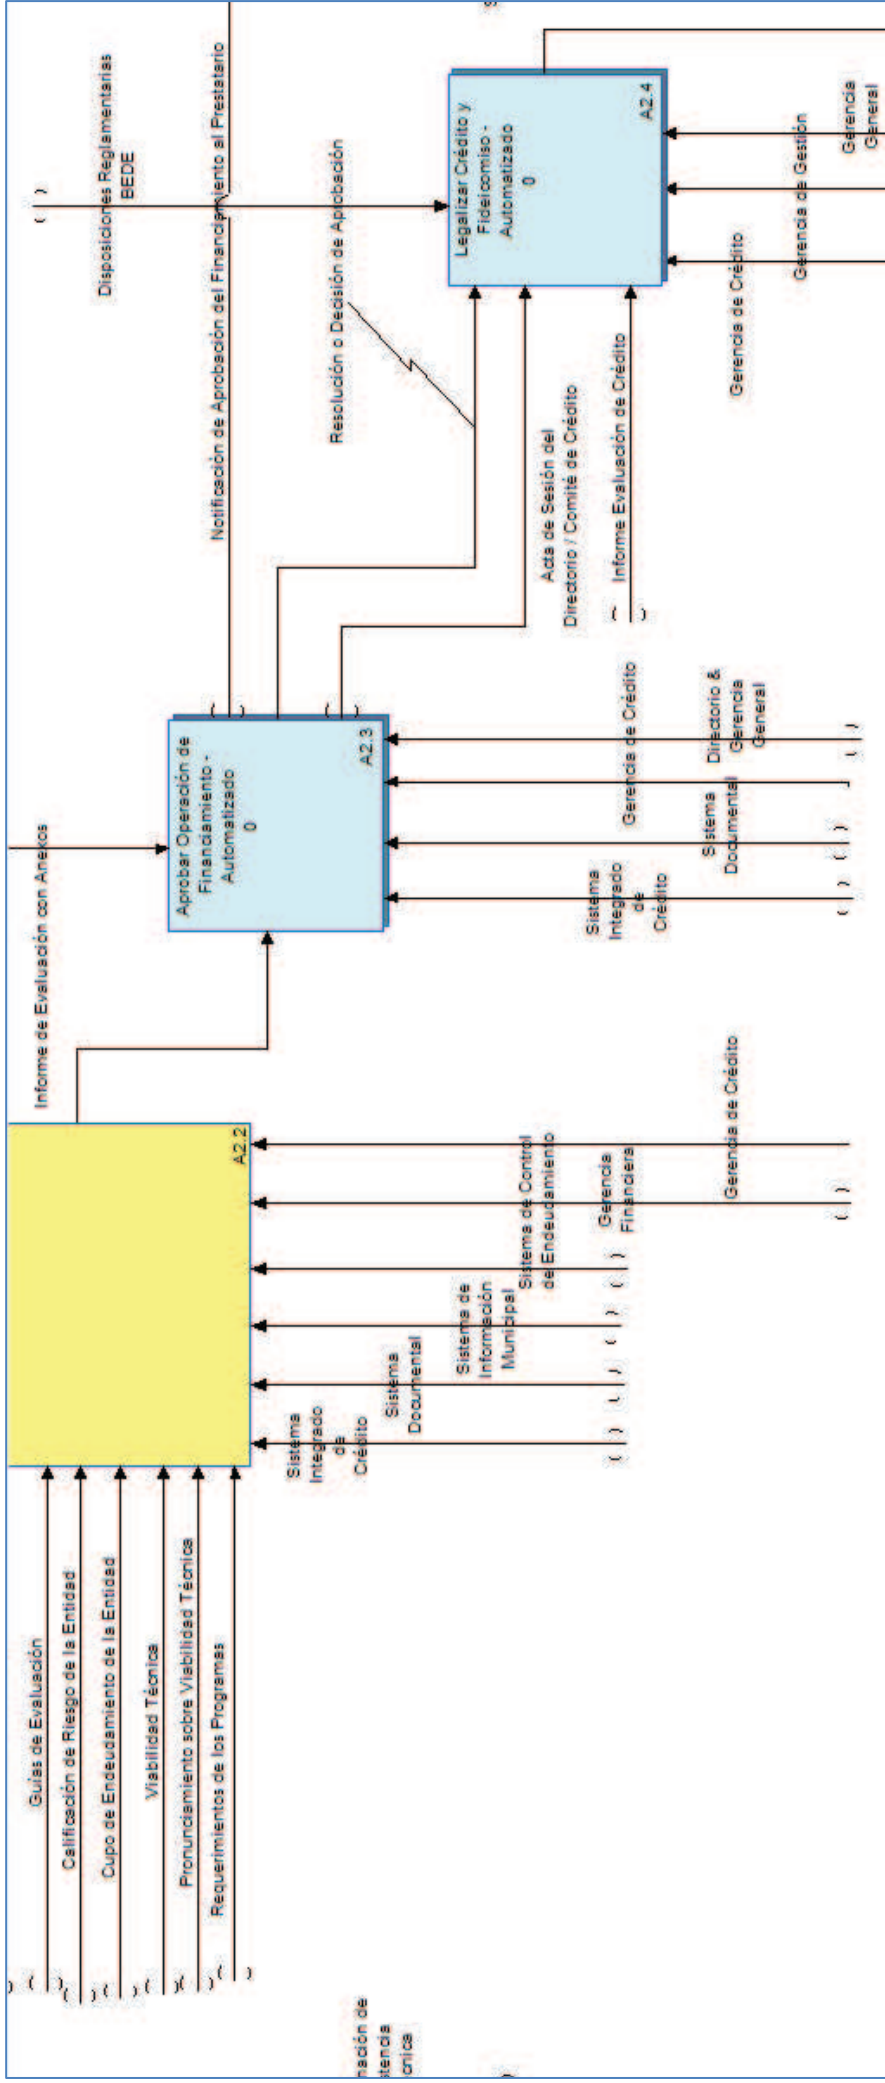 Guías de Evaluación
Calificación de Riesgo de la Entidad
Cupo de Endeudamiento de la Entidad
Viabilidad Técnica
Pronunciamiento sobre Viabilidad Técnica
Requerimientos de los Programas
A2.2
Sistema
Integrado
de
Crédito
Sistema
Documental
Sistema de
Información
Municipal
Sistema de Control
de Endeudamiento
Gerencia
Financiera
Gerencia de Crédito
Informe de Evaluación con Anexos
Aprobar Operación de
Financiamiento -
Automatizado
0
A2.3
Sistema
Integrado
de
Crédito
Sistema
Documental
Gerencia de Crédito
Directorio &
Gerencia
General
Notificación de Aprobación del Financiamiento al Prestatario
Disposiciones Reglamentarias
BEDE
Resolución o Decisión de Aprobación
Acta de Sesión del
Directorio / Comité de Crédito
Informe Evaluación de Crédito
Legalizar Crédito y
Fideicomiso -
Automatizado
0
A2.4
Gerencia de Crédito
Gerencia de Gestión
Gerencia
General